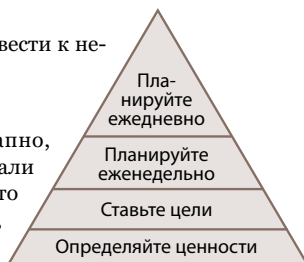 вести к не-
апно,
али
то
Пла-
нируйте
ежедневно
Планируйте
еженедельно
Ставьте цели
Определяйте ценности